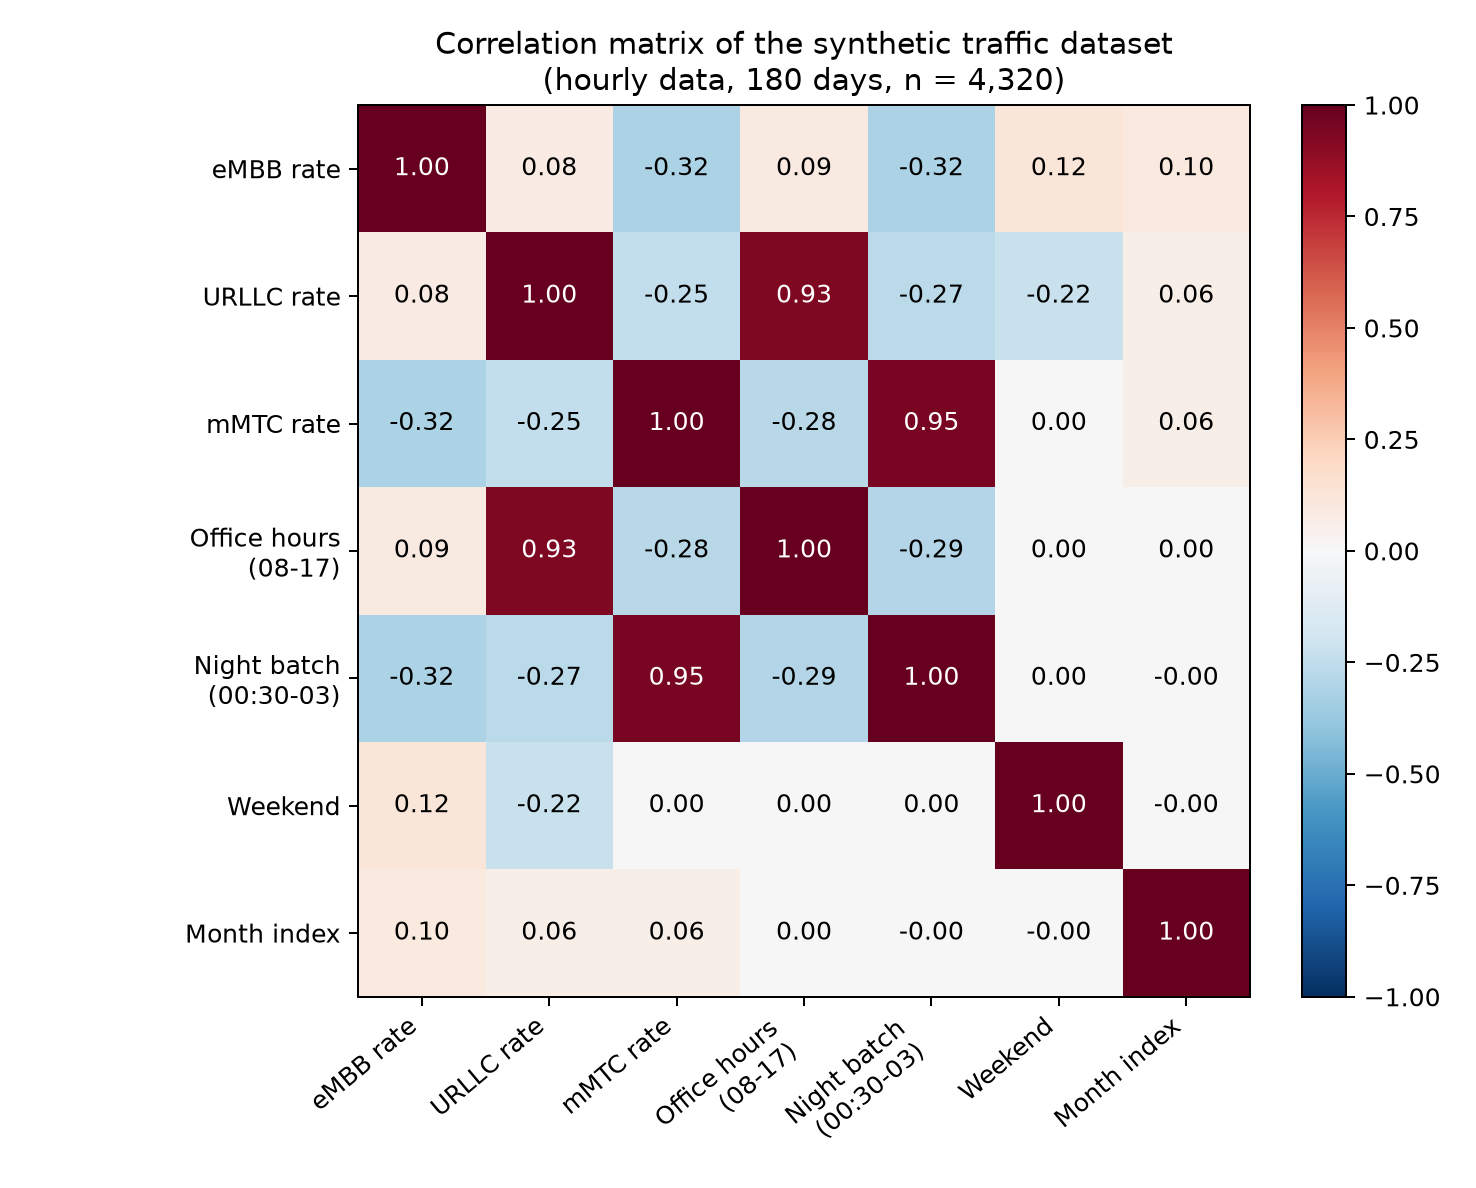 Correlation matrix of the synthetic traffic dataset
(hourly data, 180 days, n = 4,320)
eMBB rate 1.00 0.08 -0.32 0.09 -0.32 0.12 0.10
URLLC rate 0.08 1.00 -0.25 0.93 -0.27 -0.22 0.06
mMTC rate -0.32 -0.25 1.00 -0.28 0.95 0.00 0.06
Office hours
(08-17) 0.09 0.93 -0.28 1.00 -0.29 0.00 0.00
Night batch
(00:30-03) -0.32 -0.27 0.95 -0.29 1.00 0.00 -0.00
Weekend 0.12 -0.22 0.00 0.00 0.00 1.00 -0.00
Month index 0.10 0.06 0.06 0.00 -0.00 -0.00 1.00
eMBB rate
URLLC rate
mMTC rate
Office hours
(08-17)
Night batch
(00:30-03)
Weekend
Month index
1.00
0.75
0.50
0.25
0.00
−0.25
−0.50
−0.75
−1.00